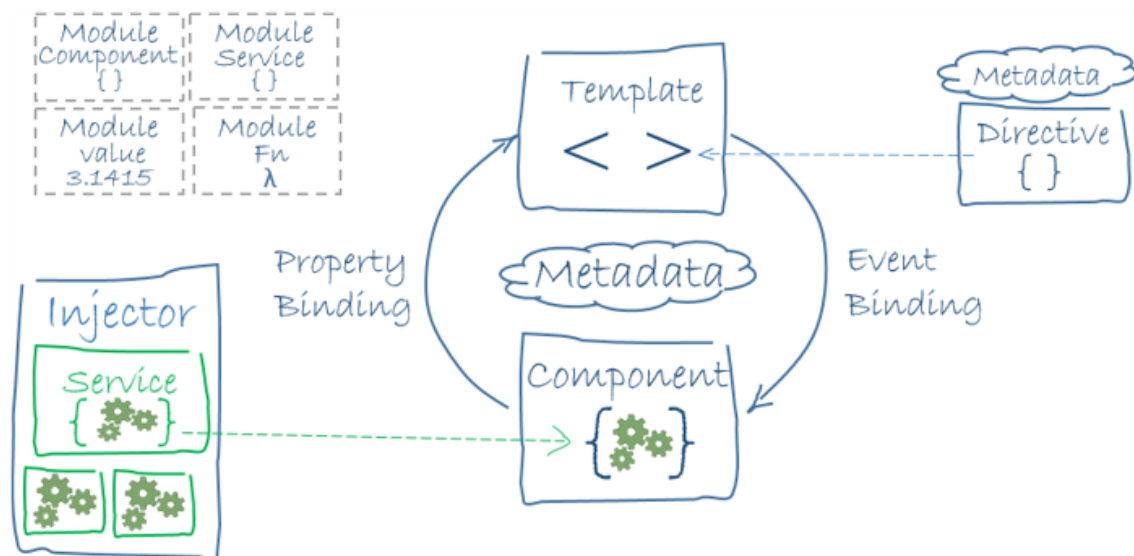 Module
Component
{ }
Module
Service
{ }
Module
value
3.1415
Module
Fn
λ
Template
< >
Metadata
Directive
{ }
Property
Binding
Metadata
Event
Binding
Injector
Service
{ }
Component
{ }